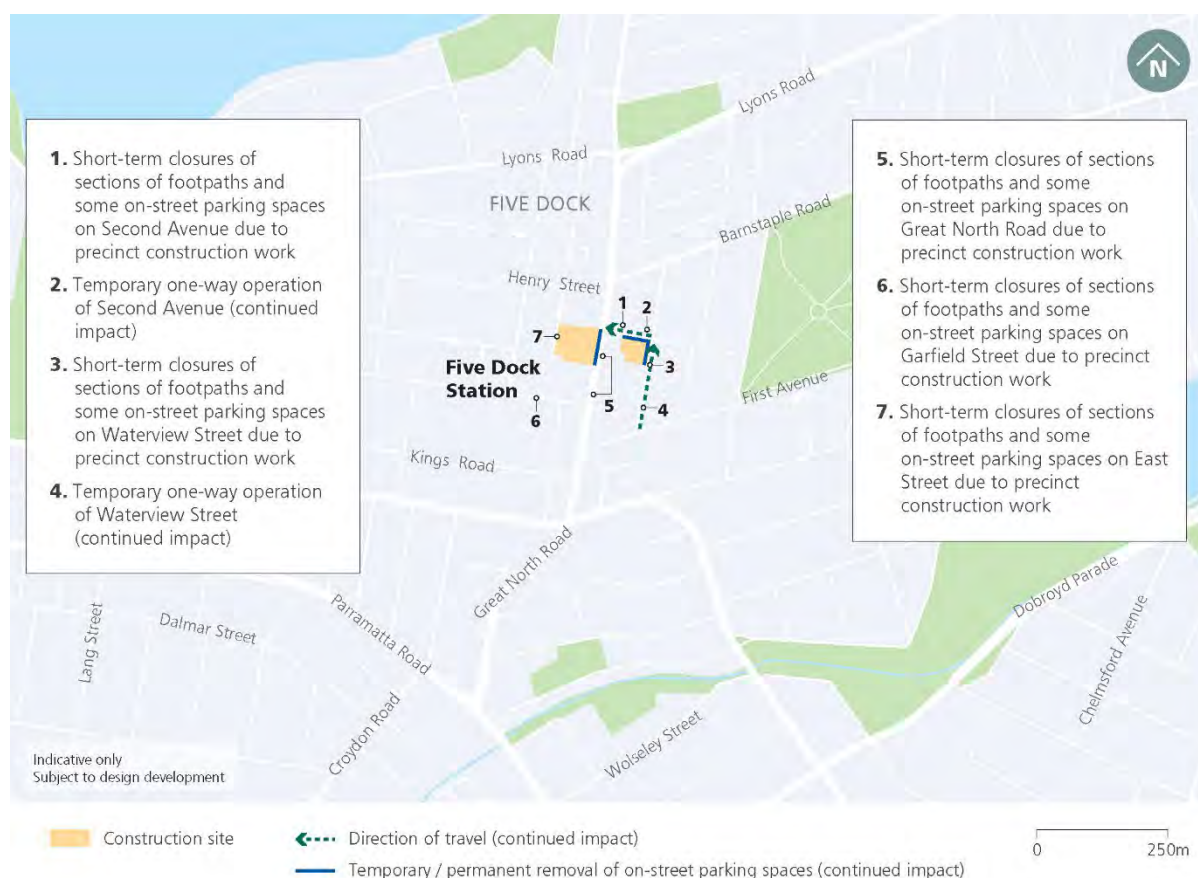 N
Lyons Road
Lyons Road
FIVE DOCK
Barnstaple Road
Henry Street
1. Short-term closures of
sections of footpaths and
some on-street parking spaces
on Second Avenue due to
precinct construction work
2. Temporary one-way operation
of Second Avenue (continued
impact)
3. Short-term closures of
sections of footpaths and
some on-street parking spaces
on Waterview Street due to
precinct construction work
4. Temporary one-way operation
of Waterview Street
(continued impact)
5. Short-term closures of sections
of footpaths and some
on-street parking spaces on
Great North Road due to
precinct construction work
6. Short-term closures of sections
of footpaths and some
on-street parking spaces on
Garfield Street due to precinct
construction work
7. Short-term closures of sections
of footpaths and some
on-street parking spaces on East
Street due to precinct
construction work
1
2
7
3
Five Dock
Station
5
4
6
First Avenue
Kings Road
Great North Road
Parramatta Road
Dobroyd Parade
Lang Street
Dalmar Street
Chelmsford Avenue
Croydon Road
Wolseley Street
Indicative only
Subject to design development
Construction site
Direction of travel (continued impact)
Temporary / permanent removal of on-street parking spaces (continued impact)
0
250m